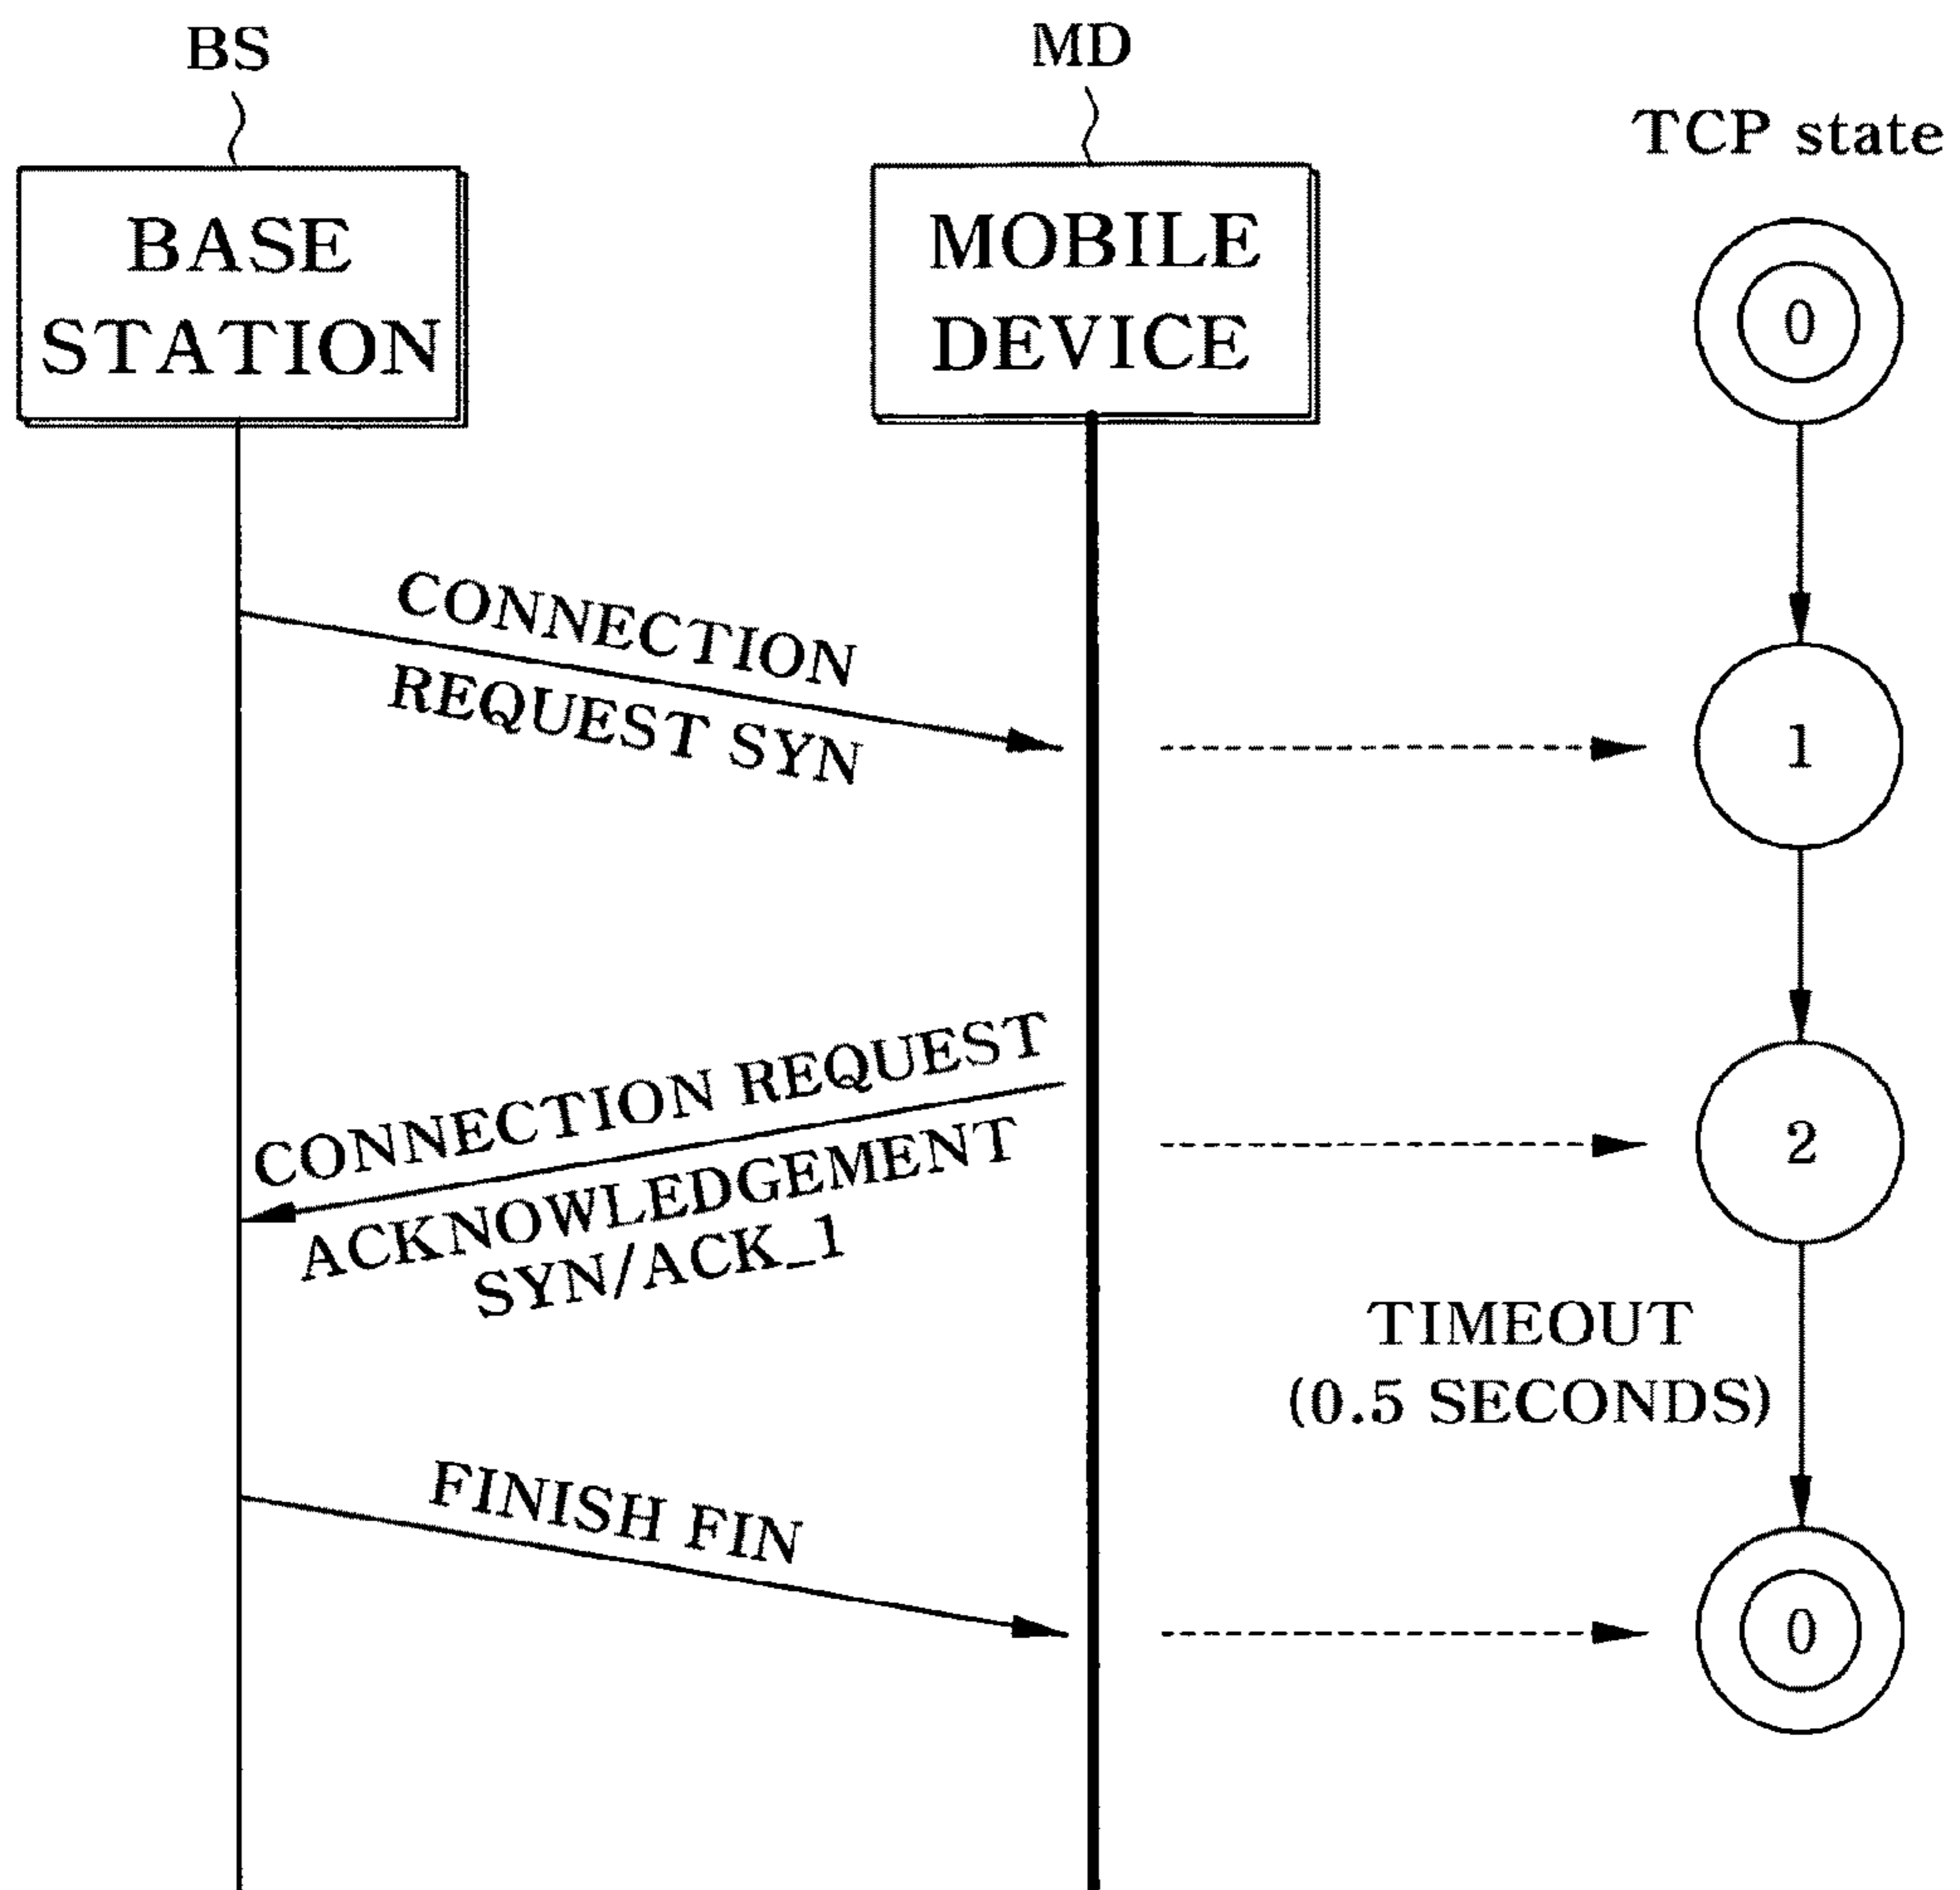 BS
MD
TCP state
BASE
STATION
MOBILE
DEVICE
0
CONNECTION
REQUEST SYN
1
CONNECTION REQUEST
ACKNOWLEDGEMENT
SYN/ACK_1
2
TIMEOUT
(0.5 SECONDS)
FINISH FIN
0